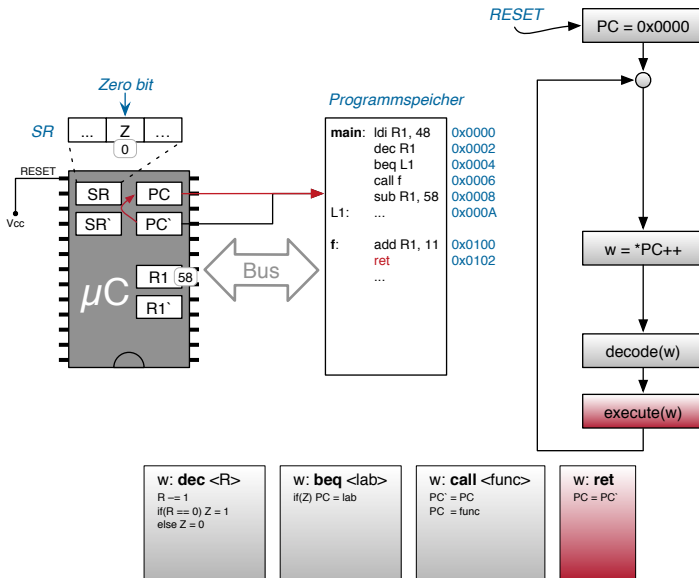 RESET
PC = 0x0000
Zero bit
Programmspeicher
SR
... Z ...
0
RESET
Vcc
SR PC
SR` PC`
R1 58
R1`
µC
Bus
main: ldi R1, 48 0x0000
dec R1 0x0002
beq L1 0x0004
call f 0x0006
sub R1, 58 0x0008
L1: ... 0x000A
f: add R1, 11 0x0100
ret 0x0102
...
w = *PC++
decode(w)
execute(w)
w: dec <R>
R −= 1
if(R == 0) Z = 1
else Z = 0
w: beq <lab>
if(Z) PC = lab
w: call <func>
PC` = PC
PC = func
w: ret
PC = PC`